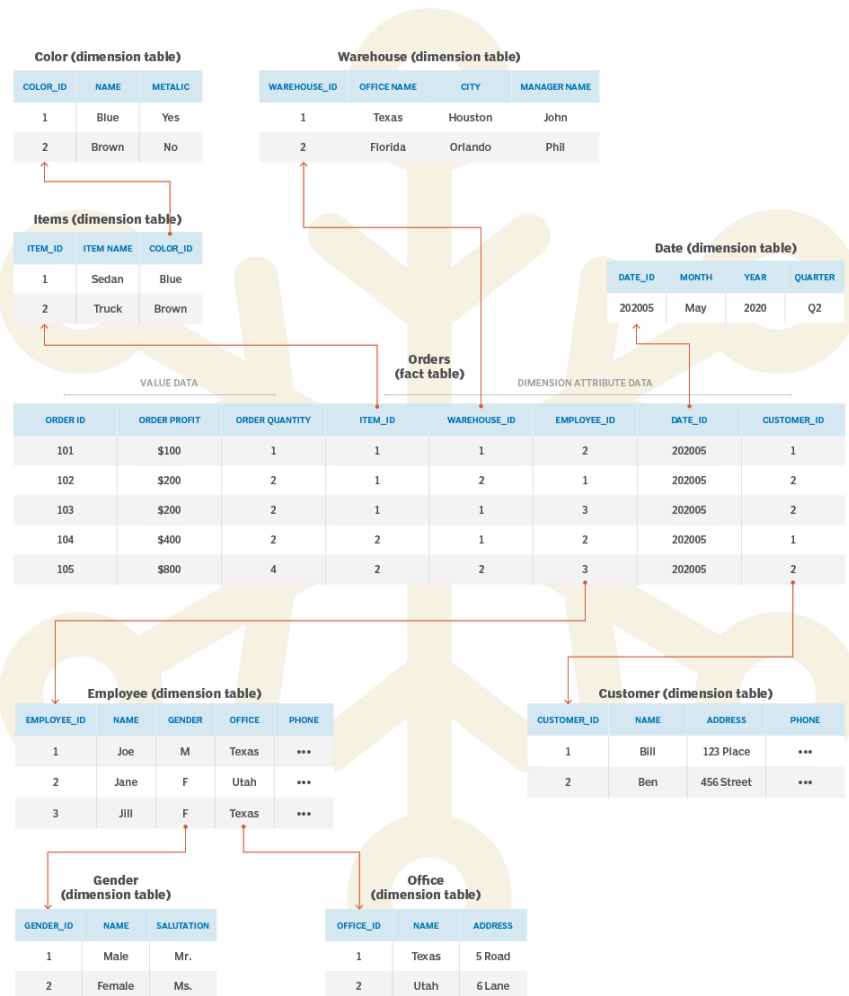 Color (dimension table)
COLOR_ID NAME METALIC
1 Blue Yes
2 Brown No
Warehouse (dimension table)
WAREHOUSE_ID OFFICE NAME CITY MANAGER NAME
1 Texas Houston John
2 Florida Orlando Phil
Items (dimension table)
ITEM_ID ITEM NAME COLOR_ID
1 Sedan Blue
2 Truck Brown
Date (dimension table)
DATE_ID MONTH YEAR QUARTER
202005 May 2020 Q2
Orders
(fact table)
VALUE DATA
DIMENSION ATTRIBUTE DATA
ORDER ID ORDER PROFIT ORDER QUANTITY ITEM_ID WAREHOUSE_ID EMPLOYEE_ID DATE_ID CUSTOMER_ID
101 $100 1 1 1 2 202005 1
102 $200 2 1 2 1 202005 2
103 $200 2 1 1 3 202005 2
104 $400 2 2 1 2 202005 1
105 $800 4 2 2 3 202005 2
Employee (dimension table)
EMPLOYEE_ID NAME GENDER OFFICE PHONE
1 Joe M Texas •••
2 Jane F Utah •••
3 Jill F Texas •••
Customer (dimension table)
CUSTOMER_ID NAME ADDRESS PHONE
1 Bill 123 Place •••
2 Ben 456 Street •••
Gender
(dimension table)
GENDER_ID NAME SALUTATION
1 Male Mr.
2 Female Ms.
Office
(dimension table)
OFFICE_ID NAME ADDRESS
1 Texas 5 Road
2 Utah 6 Lane